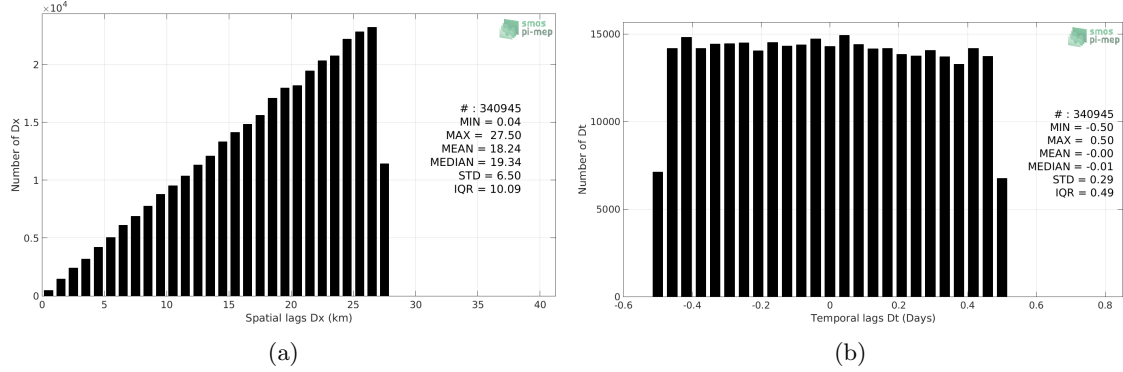 ×10⁴
2
1.5
1
0.5
0
Number of Dx
0 5 10 15 20 25 30 35 40
Spatial lags Dx (km)
smos
pi-mep
# : 340945
MIN = 0.04
MAX = 27.50
MEAN = 18.24
MEDIAN = 19.34
STD = 6.50
IQR = 10.09
(a)
15000
10000
5000
0
Number of Dt
-0.6 -0.4 -0.2 0 0.2 0.4 0.6 0.8
Temporal lags Dt (Days)
smos
pi-mep
# : 340945
MIN = -0.50
MAX = 0.50
MEAN = -0.00
MEDIAN = -0.01
STD = 0.29
IQR = 0.49
(b)